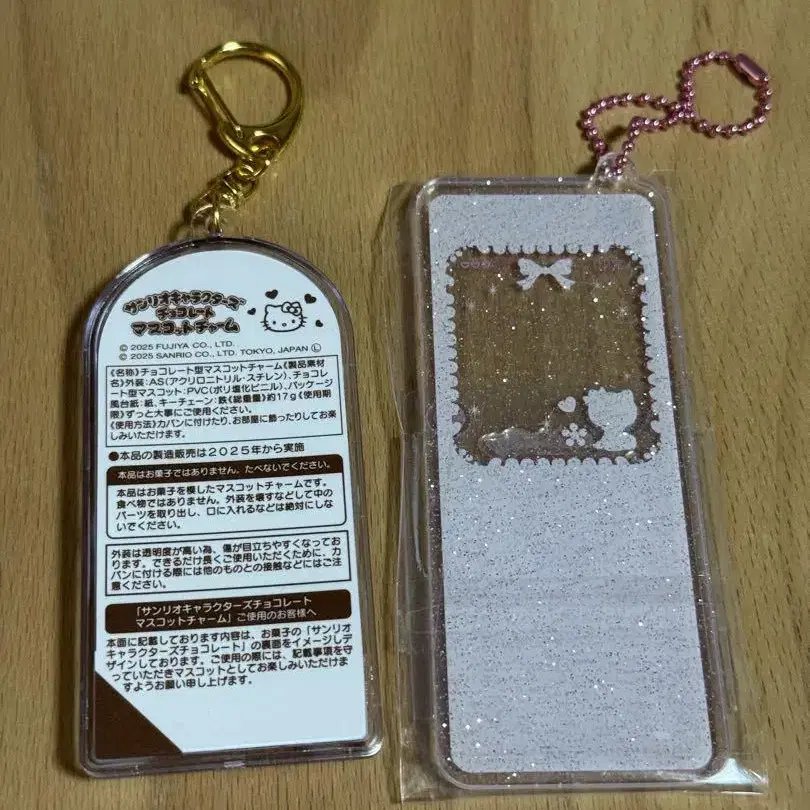 サンリオキャラクターズ
チョコレート
マスコットチャーム
© 2025 FUJIYA CO., LTD.
© 2025 SANRIO CO., LTD. TOKYO, JAPAN Ⓛ
《名称》チョコレート型マスコットチャーム《製品素材
名》外装:AS(アクリロニトリル・スチレン)、チョコレ
ート型マスコット:PVC(ポリ塩化ビニル)、パッケージ
風台紙:紙、キーチェーン:鉄《総重量》約17g《使用期
限》ずっと大事にご使用ください。
《使用方法》カバンに付けたり、お部屋に飾ったりしてお楽
しみいただけます。
●本品の製造販売は2025年から実施
本品はお菓子ではありません。たべないでください。
本品はお菓子を模したマスコットチャームです。
食べ物ではありません。外装を壊すなどして中の
パーツを取り出し、口に入れるなどは絶対にしな
いでください。
外装は透明度が高い為、傷が目立ちやすくなってお
ります。できるだけ長くご使用いただくために、カ
バンに付ける際には他のものとの接触などにはご注
意ください。
「サンリオキャラクターズチョコレート
マスコットチャーム」ご使用のお客様へ
本面に記載しております内容は、お菓子の「サンリオ
キャラクターズチョコレート」の裏面をイメージしデ
ザインしております。ご使用の際には、記載事項を守
っていただきマスコットとしてお楽しみいただけま
すようお願い申し上げます。